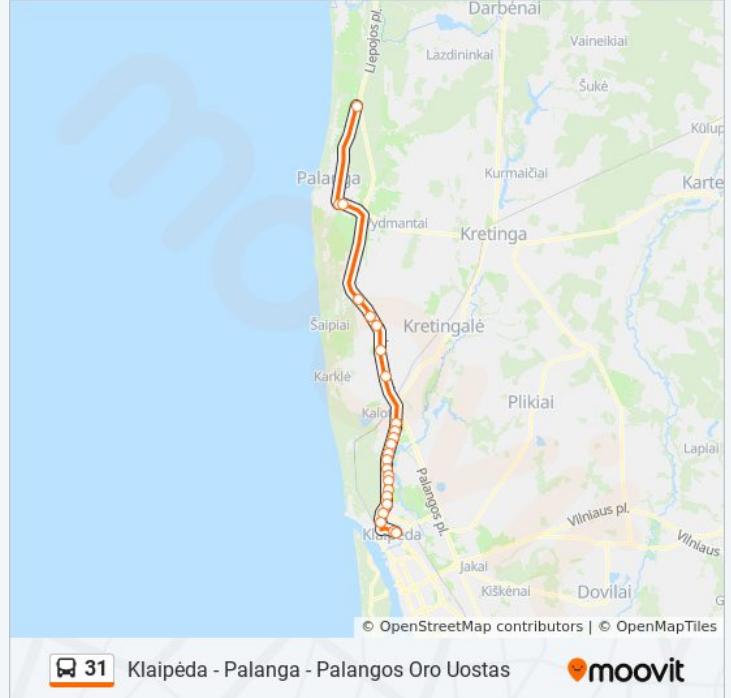 Darbėnai
Liepojos pl.
Vaineikiai
Lazdininkai
Šukė
Kūlup
Kurmaičiai
Palanga
Karte
Vydmantai
Kretinga
Šaipiai
Kretingalė
Karklė
Plikiai
Kalot
Lapiai
Palangos pl.
Vilniaus pl.
Klaipėda
Vilniaus
Jakai
Kiškėnai
Dovilai
G
© OpenStreetMap contributors | © OpenMapTiles
31 Klaipėda - Palanga - Palangos Oro Uostas
moovit